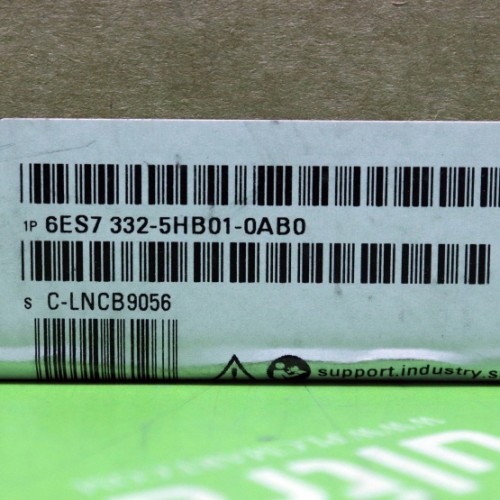 1P 6ES7 332-5HB01-0AB0
S C-LNCB9056
support.industry.s